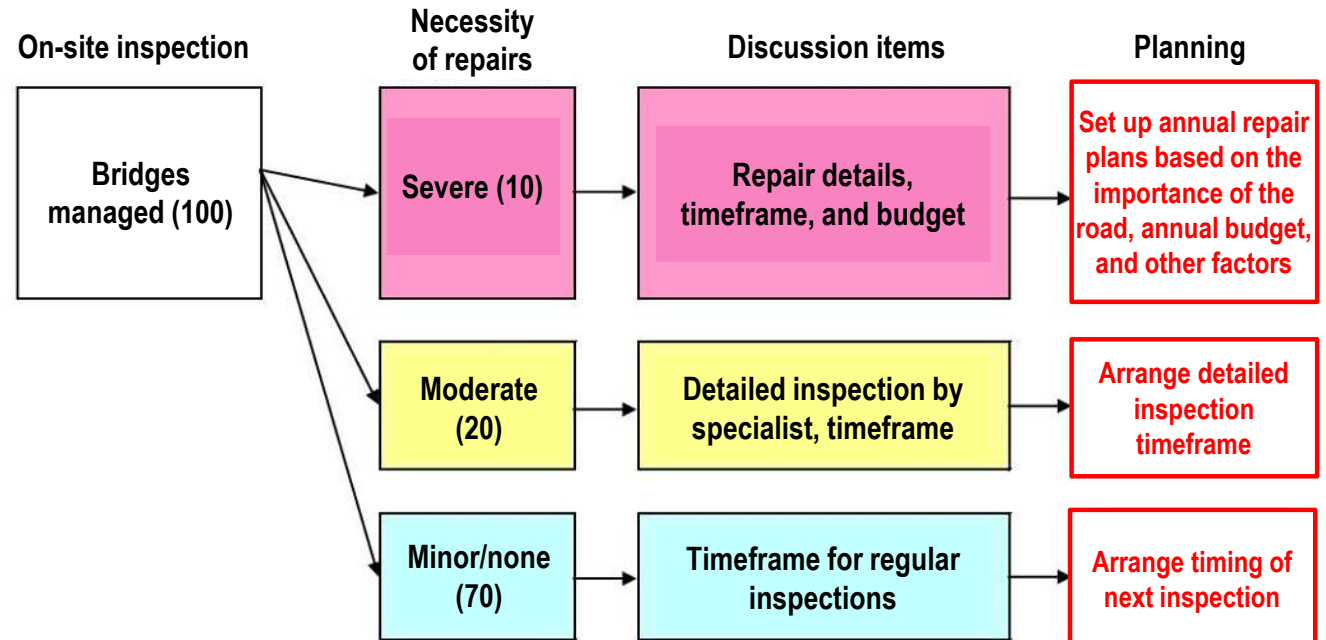 On-site inspection
Necessity
of repairs
Discussion items
Planning
Bridges
managed (100)
Severe (10)
Repair details,
timeframe, and budget
Set up annual repair
plans based on the
importance of the
road, annual budget,
and other factors
Moderate
(20)
Detailed inspection by
specialist, timeframe
Arrange detailed
inspection
timeframe
Minor/none
(70)
Timeframe for regular
inspections
Arrange timing of
next inspection